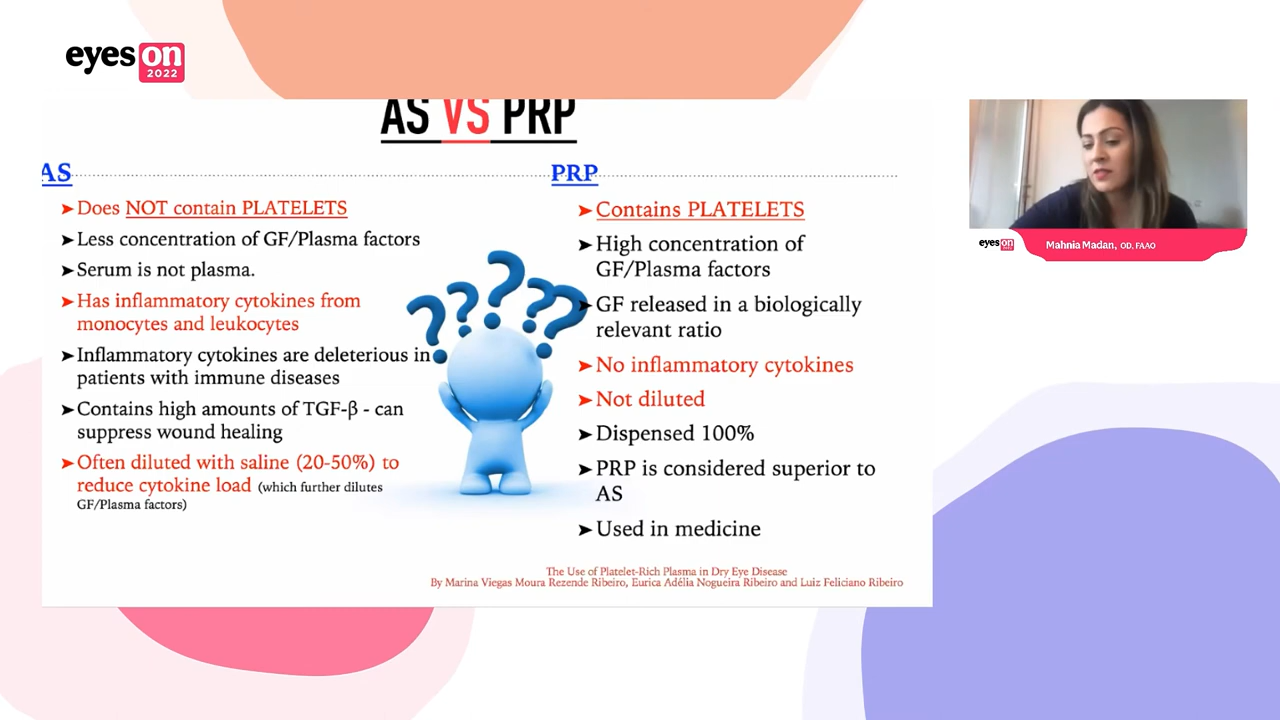 eyes on
2022
AS VS PRP
AS
➤Does NOT contain PLATELETS
➤Less concentration of GF/Plasma factors
➤Serum is not plasma.
➤Has inflammatory cytokines from
monocytes and leukocytes
➤Inflammatory cytokines are deleterious in
patients with immune diseases
➤Contains high amounts of TGF-β - can
suppress wound healing
➤Often diluted with saline (20-50%) to
reduce cytokine load (which further dilutes
GF/Plasma factors)
PRP
➤Contains PLATELETS
➤High concentration of
GF/Plasma factors
➤GF released in a biologically
relevant ratio
➤No inflammatory cytokines
➤Not diluted
➤Dispensed 100%
➤PRP is considered superior to
AS
➤Used in medicine
The Use of Platelet-Rich Plasma in Dry Eye Disease
By Marina Viegas Moura Rezende Ribeiro, Eurica Adélia Nogueira Ribeiro and Luiz Feliciano Ribeiro
eyes on
2022
Mahnia Madan, OD, FAAO